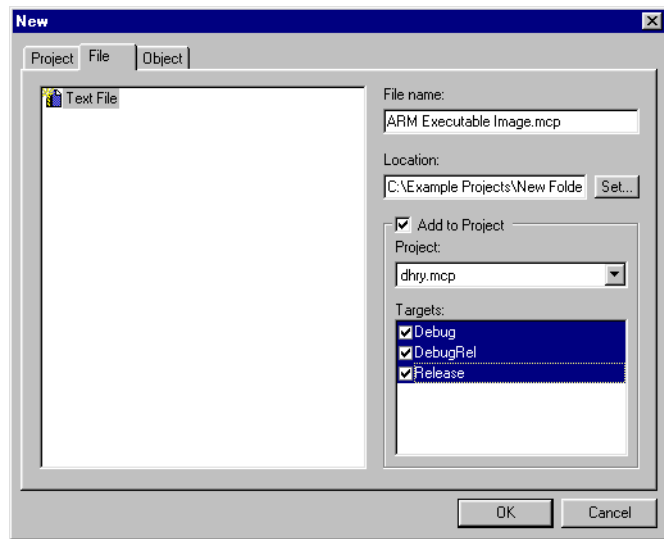 New
Project File Object
Text File
File name:
ARM Executable Image.mcp
Location:
C:\Example Projects\New Folde Set...
Add to Project
Project:
dhry.mcp
Targets:
Debug
DebugRel
Release
OK Cancel